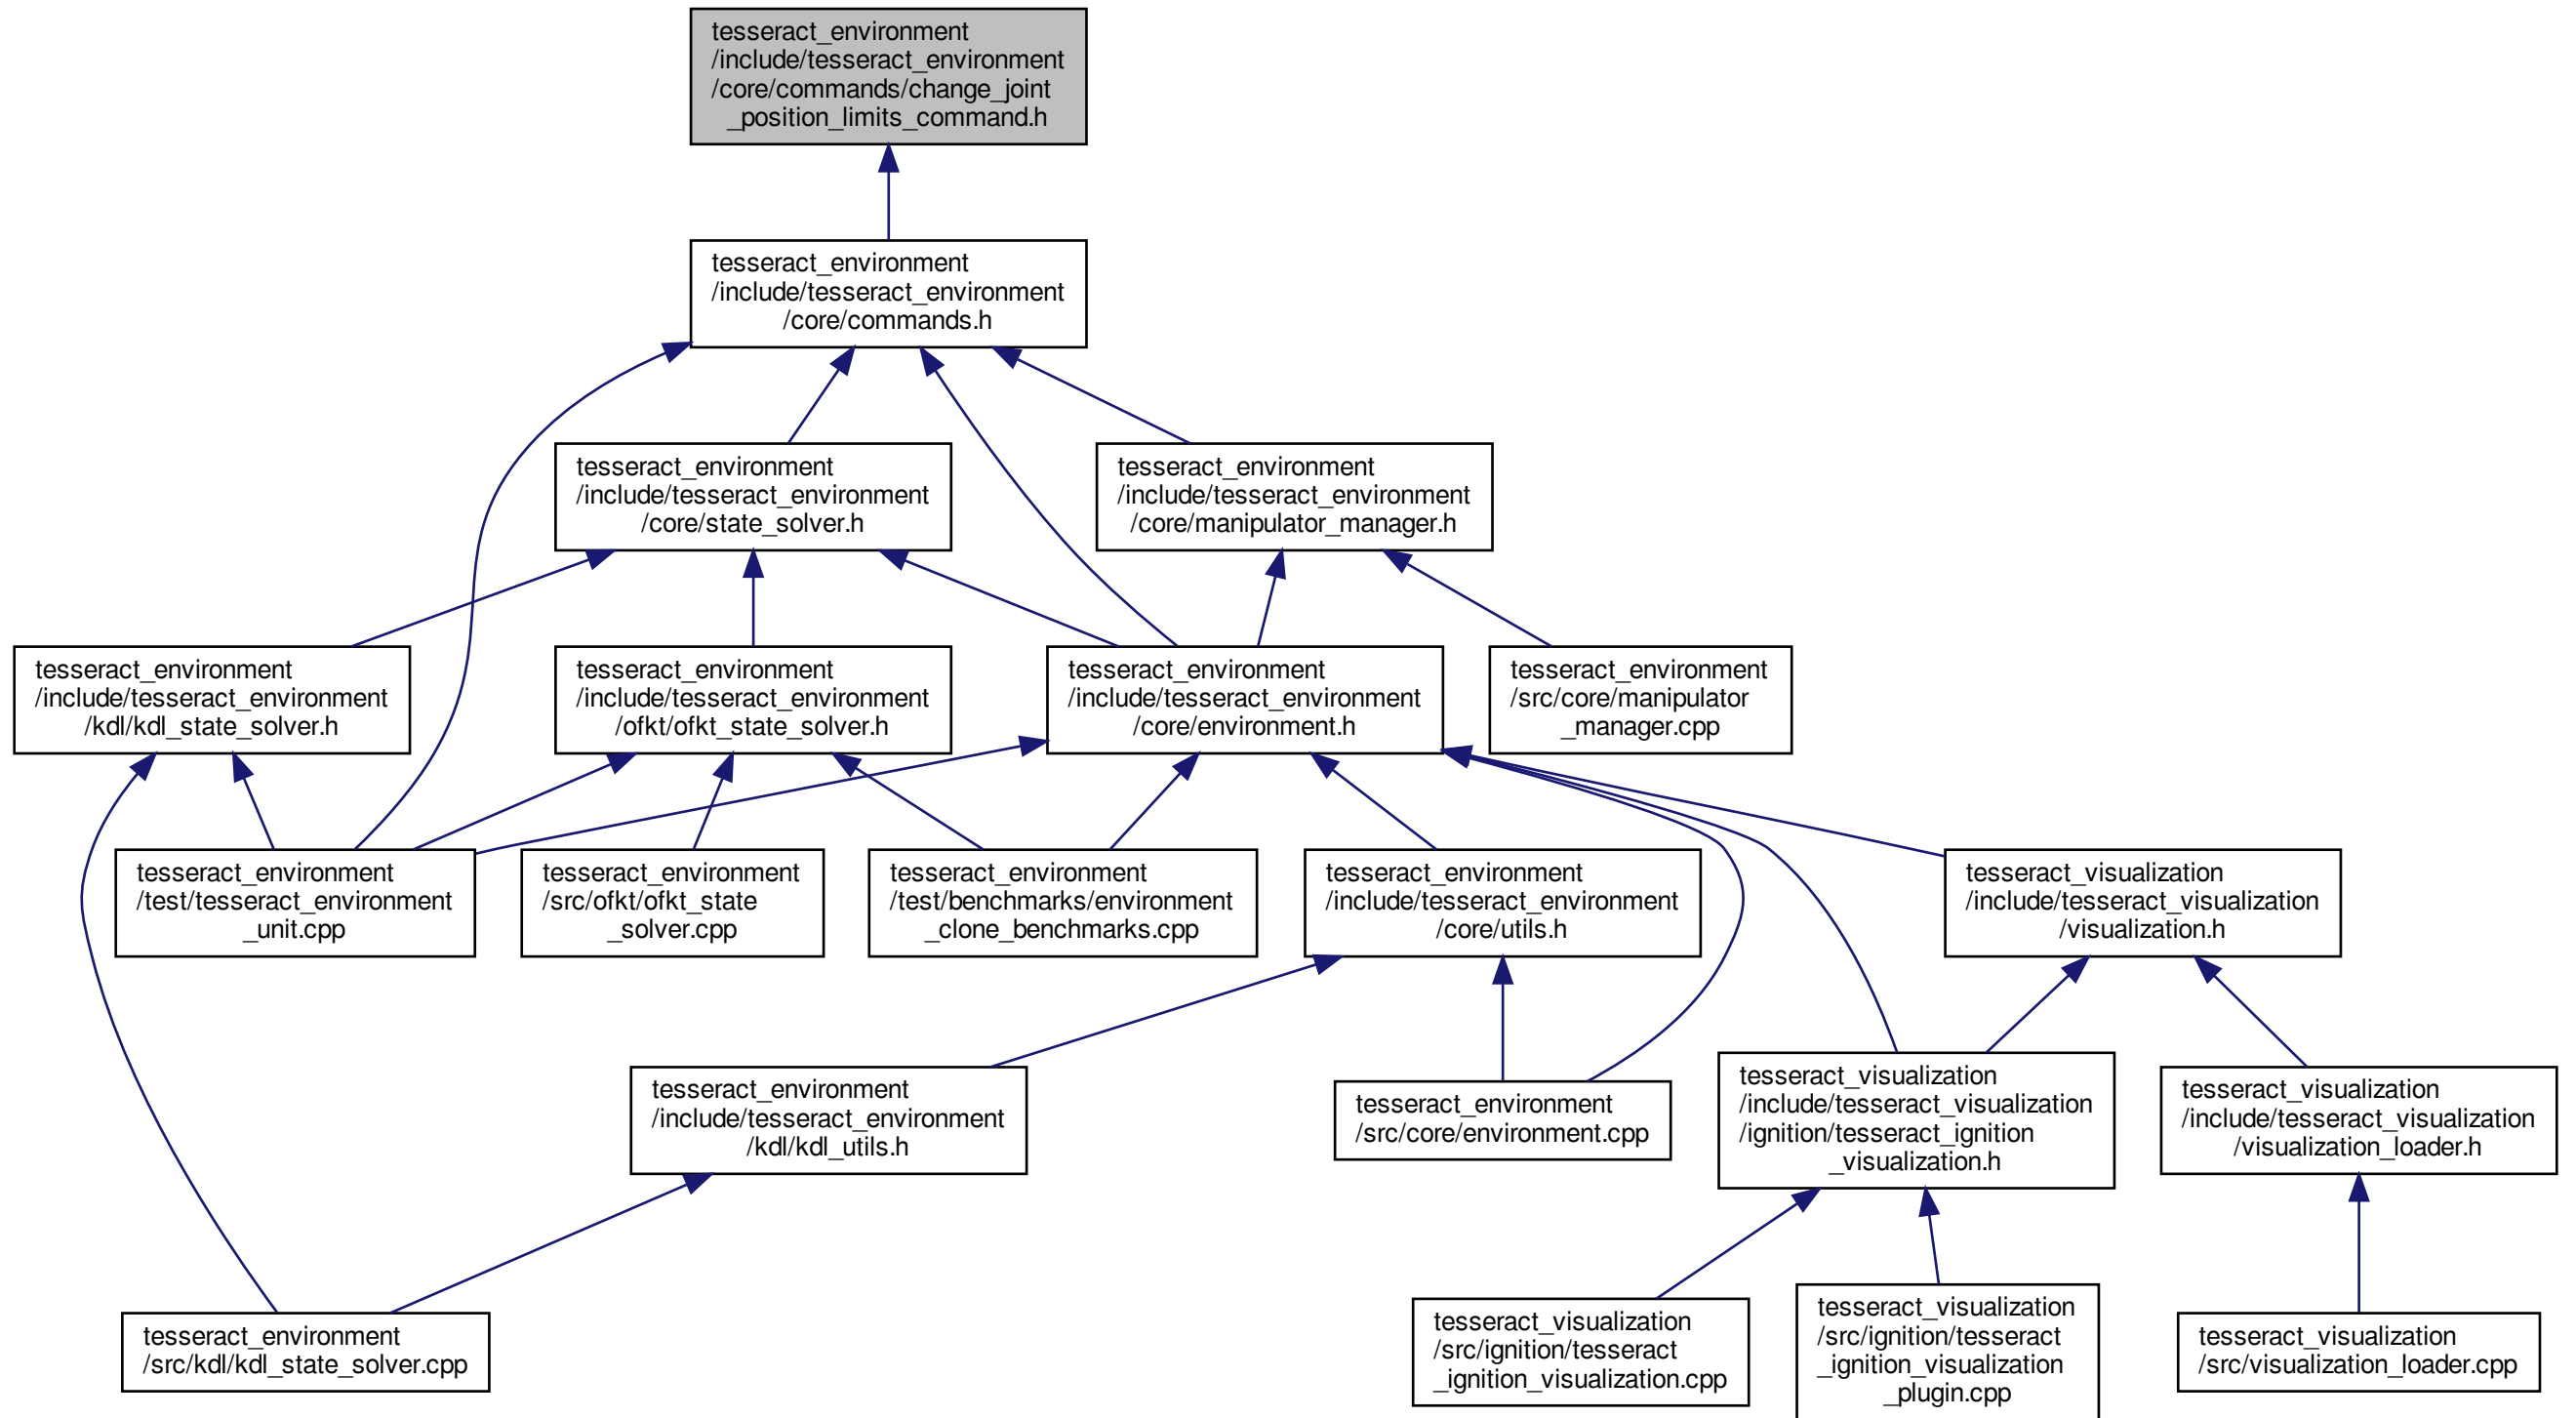 tesseract_environment
/include/tesseract_environment
/core/commands/change_joint
_position_limits_command.h
tesseract_environment
/include/tesseract_environment
/core/commands.h
tesseract_environment
/include/tesseract_environment
/core/state_solver.h
tesseract_environment
/include/tesseract_environment
/core/manipulator_manager.h
tesseract_environment
/include/tesseract_environment
/kdl/kdl_state_solver.h
tesseract_environment
/include/tesseract_environment
/ofkt/ofkt_state_solver.h
tesseract_environment
/include/tesseract_environment
/core/environment.h
tesseract_environment
/src/core/manipulator
_manager.cpp
tesseract_environment
/test/tesseract_environment
_unit.cpp
tesseract_environment
/src/ofkt/ofkt_state
_solver.cpp
tesseract_environment
/test/benchmarks/environment
_clone_benchmarks.cpp
tesseract_environment
/include/tesseract_environment
/core/utils.h
tesseract_visualization
/include/tesseract_visualization
/visualization.h
tesseract_environment
/include/tesseract_environment
/kdl/kdl_utils.h
tesseract_environment
/src/core/environment.cpp
tesseract_visualization
/include/tesseract_visualization
/ignition/tesseract_ignition
_visualization.h
tesseract_visualization
/include/tesseract_visualization
/visualization_loader.h
tesseract_environment
/src/kdl/kdl_state_solver.cpp
tesseract_visualization
/src/ignition/tesseract
_ignition_visualization.cpp
tesseract_visualization
/src/ignition/tesseract
_ignition_visualization
_plugin.cpp
tesseract_visualization
/src/visualization_loader.cpp